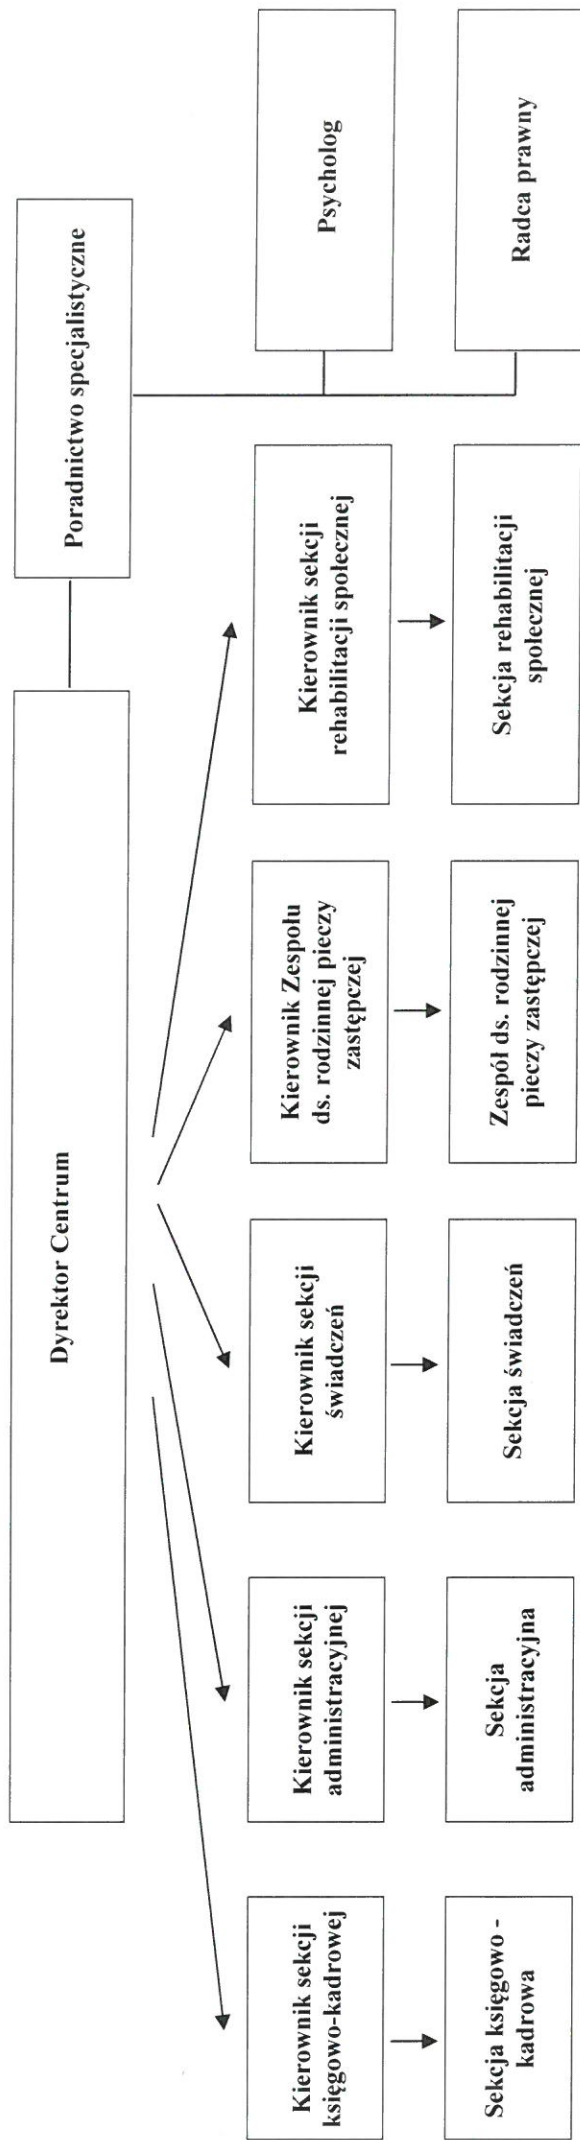 Dyrektor Centrum
Poradnictwo specjalistyczne
Kierownik sekcji
księgowo-kadrowej
Kierownik sekcji
administracyjnej
Kierownik sekcji
świadczeń
Kierownik Zespołu
ds. rodzinnej pieczy
zastępczej
Kierownik sekcji
rehabilitacji społecznej
Psycholog
Sekcja księgowo -
kadrowa
Sekcja
administracyjna
Sekcja świadczeń
Zespół ds. rodzinnej
pieczy zastępczej
Sekcja rehabilitacji
społecznej
Radca prawny